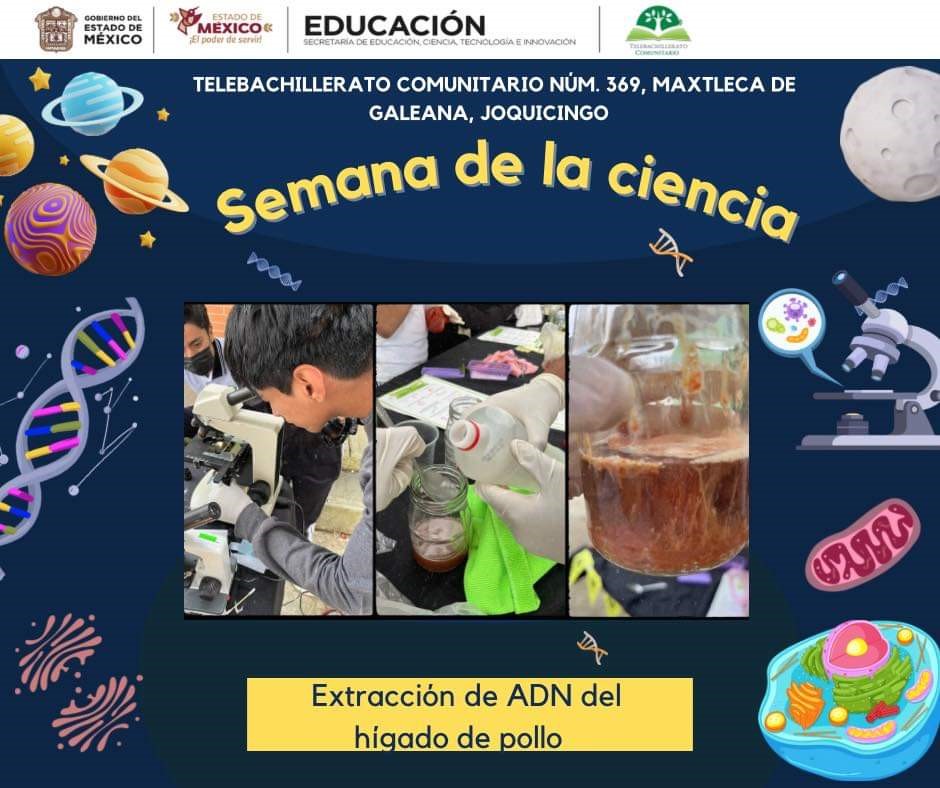 GOBIERNO DEL
ESTADO DE
MÉXICO
ESTADO DE
MÉXICO
¡El poder de servir!
EDUCACIÓN
SECRETARÍA DE EDUCACIÓN, CIENCIA, TECNOLOGÍA E INNOVACIÓN
TELEBACHILLERATO
COMUNITARIO
TELEBACHILLERATO COMUNITARIO NÚM. 369, MAXTLECA DE
GALEANA, JOQUICINGO
Semana de la ciencia
Extracción de ADN del
hígado de pollo